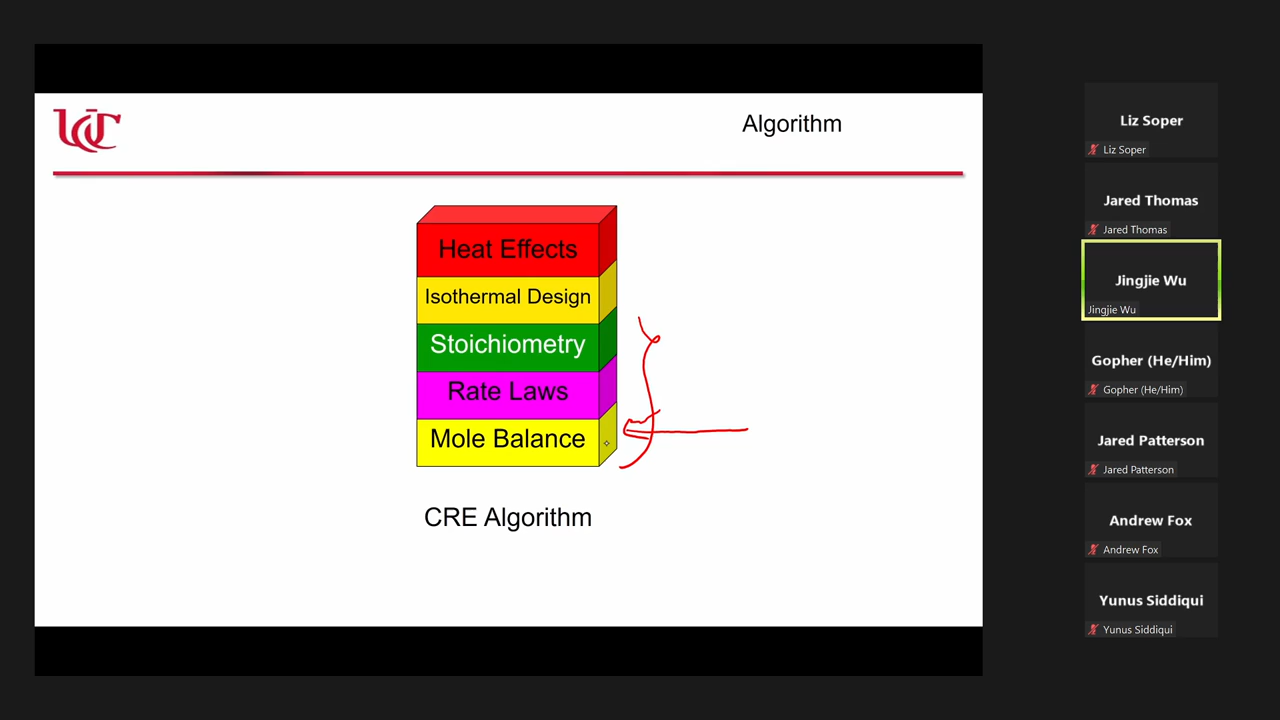 UC
Algorithm
Heat Effects
Isothermal Design
Stoichiometry
Rate Laws
Mole Balance
CRE Algorithm
Liz Soper
Liz Soper
Jared Thomas
Jared Thomas
Jingjie Wu
Jingjie Wu
Gopher (He/Him)
Gopher (He/Him)
Jared Patterson
Jared Patterson
Andrew Fox
Andrew Fox
Yunus Siddiqui
Yunus Siddiqui